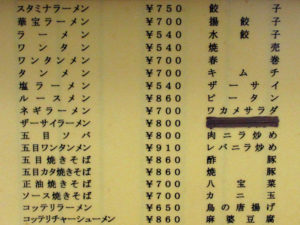 スタミナラーメン ¥750 餃子
華宝ラーメン ¥700 揚げ餃子
ラーメン ¥540 水餃子
ワンタン ¥540 焼売
ワンタンメン ¥700 春巻
タンメン ¥540 キムチ
塩ラーメン ¥540 ザーサイ
ルースメン ¥860 ピータン
ネギラーメン ¥700 ワカメサラダ
ザーサイラーメン ¥800
五目ソバ ¥800 肉ニラ炒め
五目ワンタンメン ¥910 レバニラ炒め
五目焼きそば ¥860 酢豚
五目カタ焼きそば ¥860 焼豚
正油焼きそば ¥700 八宝菜
ソース焼きそば ¥700 カニ玉
コッテリラーメン ¥650 鳥の唐揚げ
コッテリチャーシューメン ¥860 麻婆豆腐